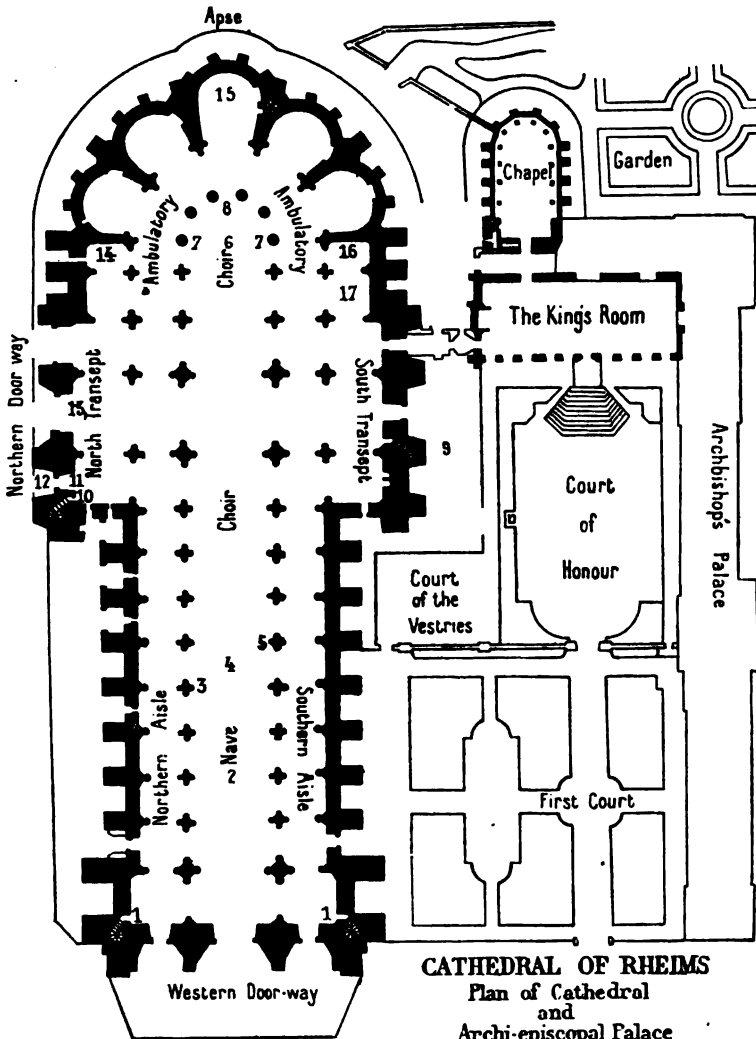 Apse
15
Chapel
Garden
Ambulatory
Ambulatory
8
7
6
7
Choir
14
16
17
The King's Room
Northern Door way
North Transept
South Transept
13
9
12
11
10
Choir
Court
of
Honour
Archbishop's Palace
Court
of the
Vestries
5
4
3
Northern Aisle
Nave
Southern Aisle
2
First Court
1
1
Western Door-way
CATHEDRAL OF RHEIMS
Plan of Cathedral
and
Archi-episcopal Palace